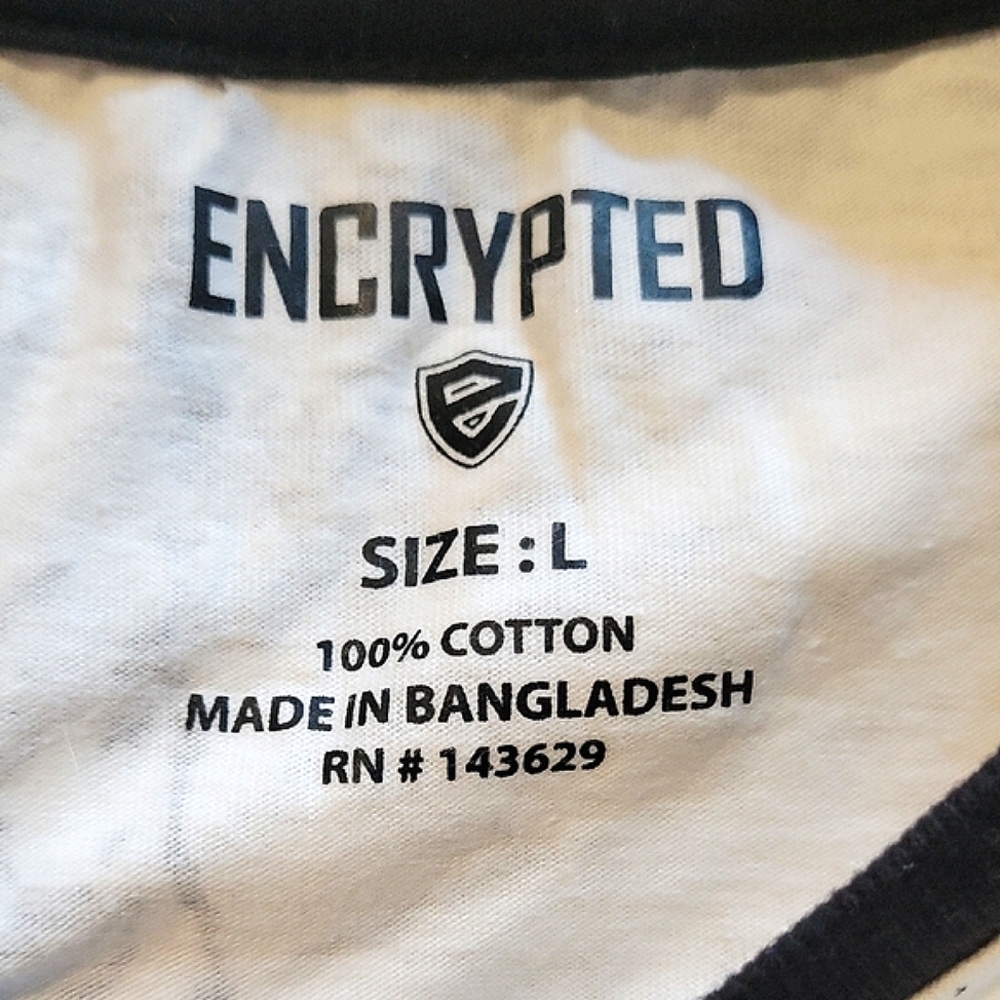 ENCRYPTED
SIZE : L
100% COTTON
MADE IN BANGLADESH
RN # 143629